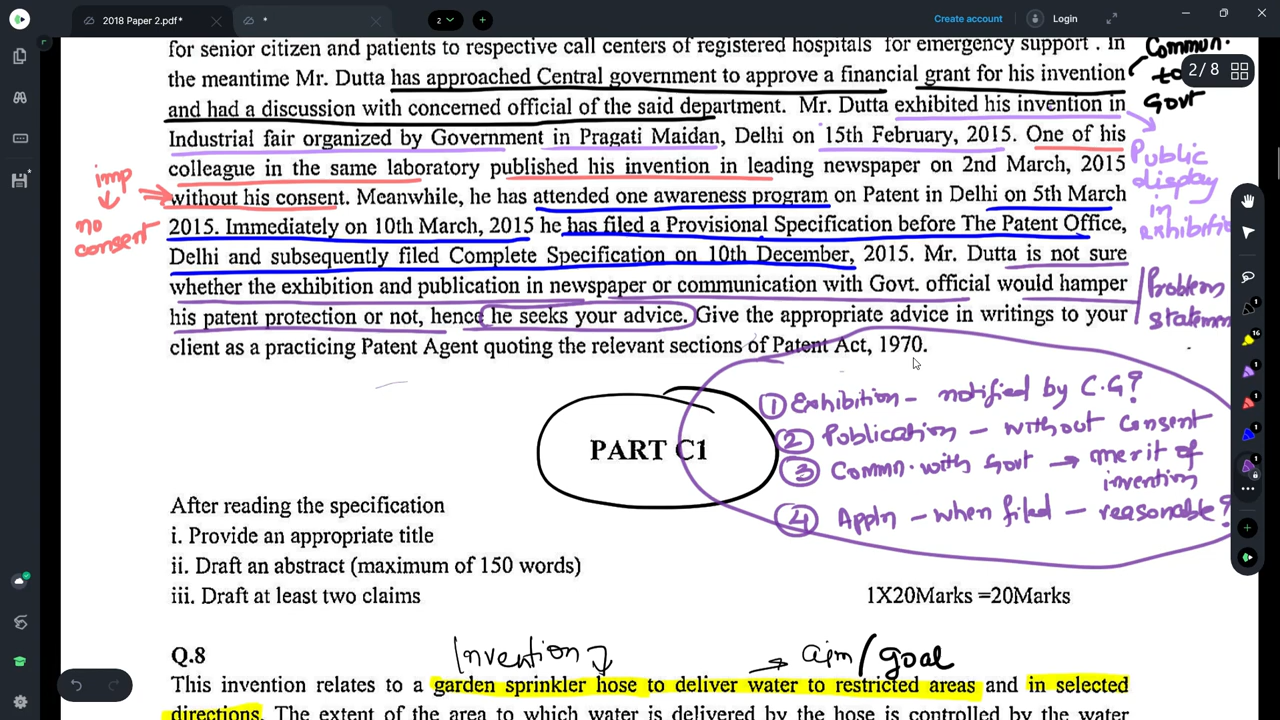 2018 Paper 2.pdf*
*
2
Create account
Login
2/8
for senior citizen and patients to respective call centers of registered hospitals for emergency support . In
the meantime Mr. Dutta has approached Central government to approve a financial grant for his invention
and had a discussion with concerned official of the said department. Mr. Dutta exhibited his invention in
Industrial fair organized by Government in Pragati Maidan, Delhi on 15th February, 2015. One of his
colleague in the same laboratory published his invention in leading newspaper on 2nd March, 2015
without his consent. Meanwhile, he has attended one awareness program on Patent in Delhi on 5th March
2015. Immediately on 10th March, 2015 he has filed a Provisional Specification before The Patent Office,
Delhi and subsequently filed Complete Specification on 10th December, 2015. Mr. Dutta is not sure
whether the exhibition and publication in newspaper or communication with Govt. official would hamper
his patent protection or not, hence he seeks your advice. Give the appropriate advice in writings to your
client as a practicing Patent Agent quoting the relevant sections of Patent Act, 1970.
Commun.
to
Govt
Public
display
in
Exhibitio
imp
no
consent
Problem
statemen
① Exhibition - notified by C.G?
② Publication - without consent
③ Commn. with Govt → merit of
invention
④ Appln - when filed - reasonable?
PART C1
After reading the specification
i. Provide an appropriate title
ii. Draft an abstract (maximum of 150 words)
iii. Draft at least two claims
1X20Marks =20Marks
Q.8
Invention
→ aim/goal
This invention relates to a garden sprinkler hose to deliver water to restricted areas and in selected
directions. The extent of the area to which water is delivered by the hose is controlled by the water